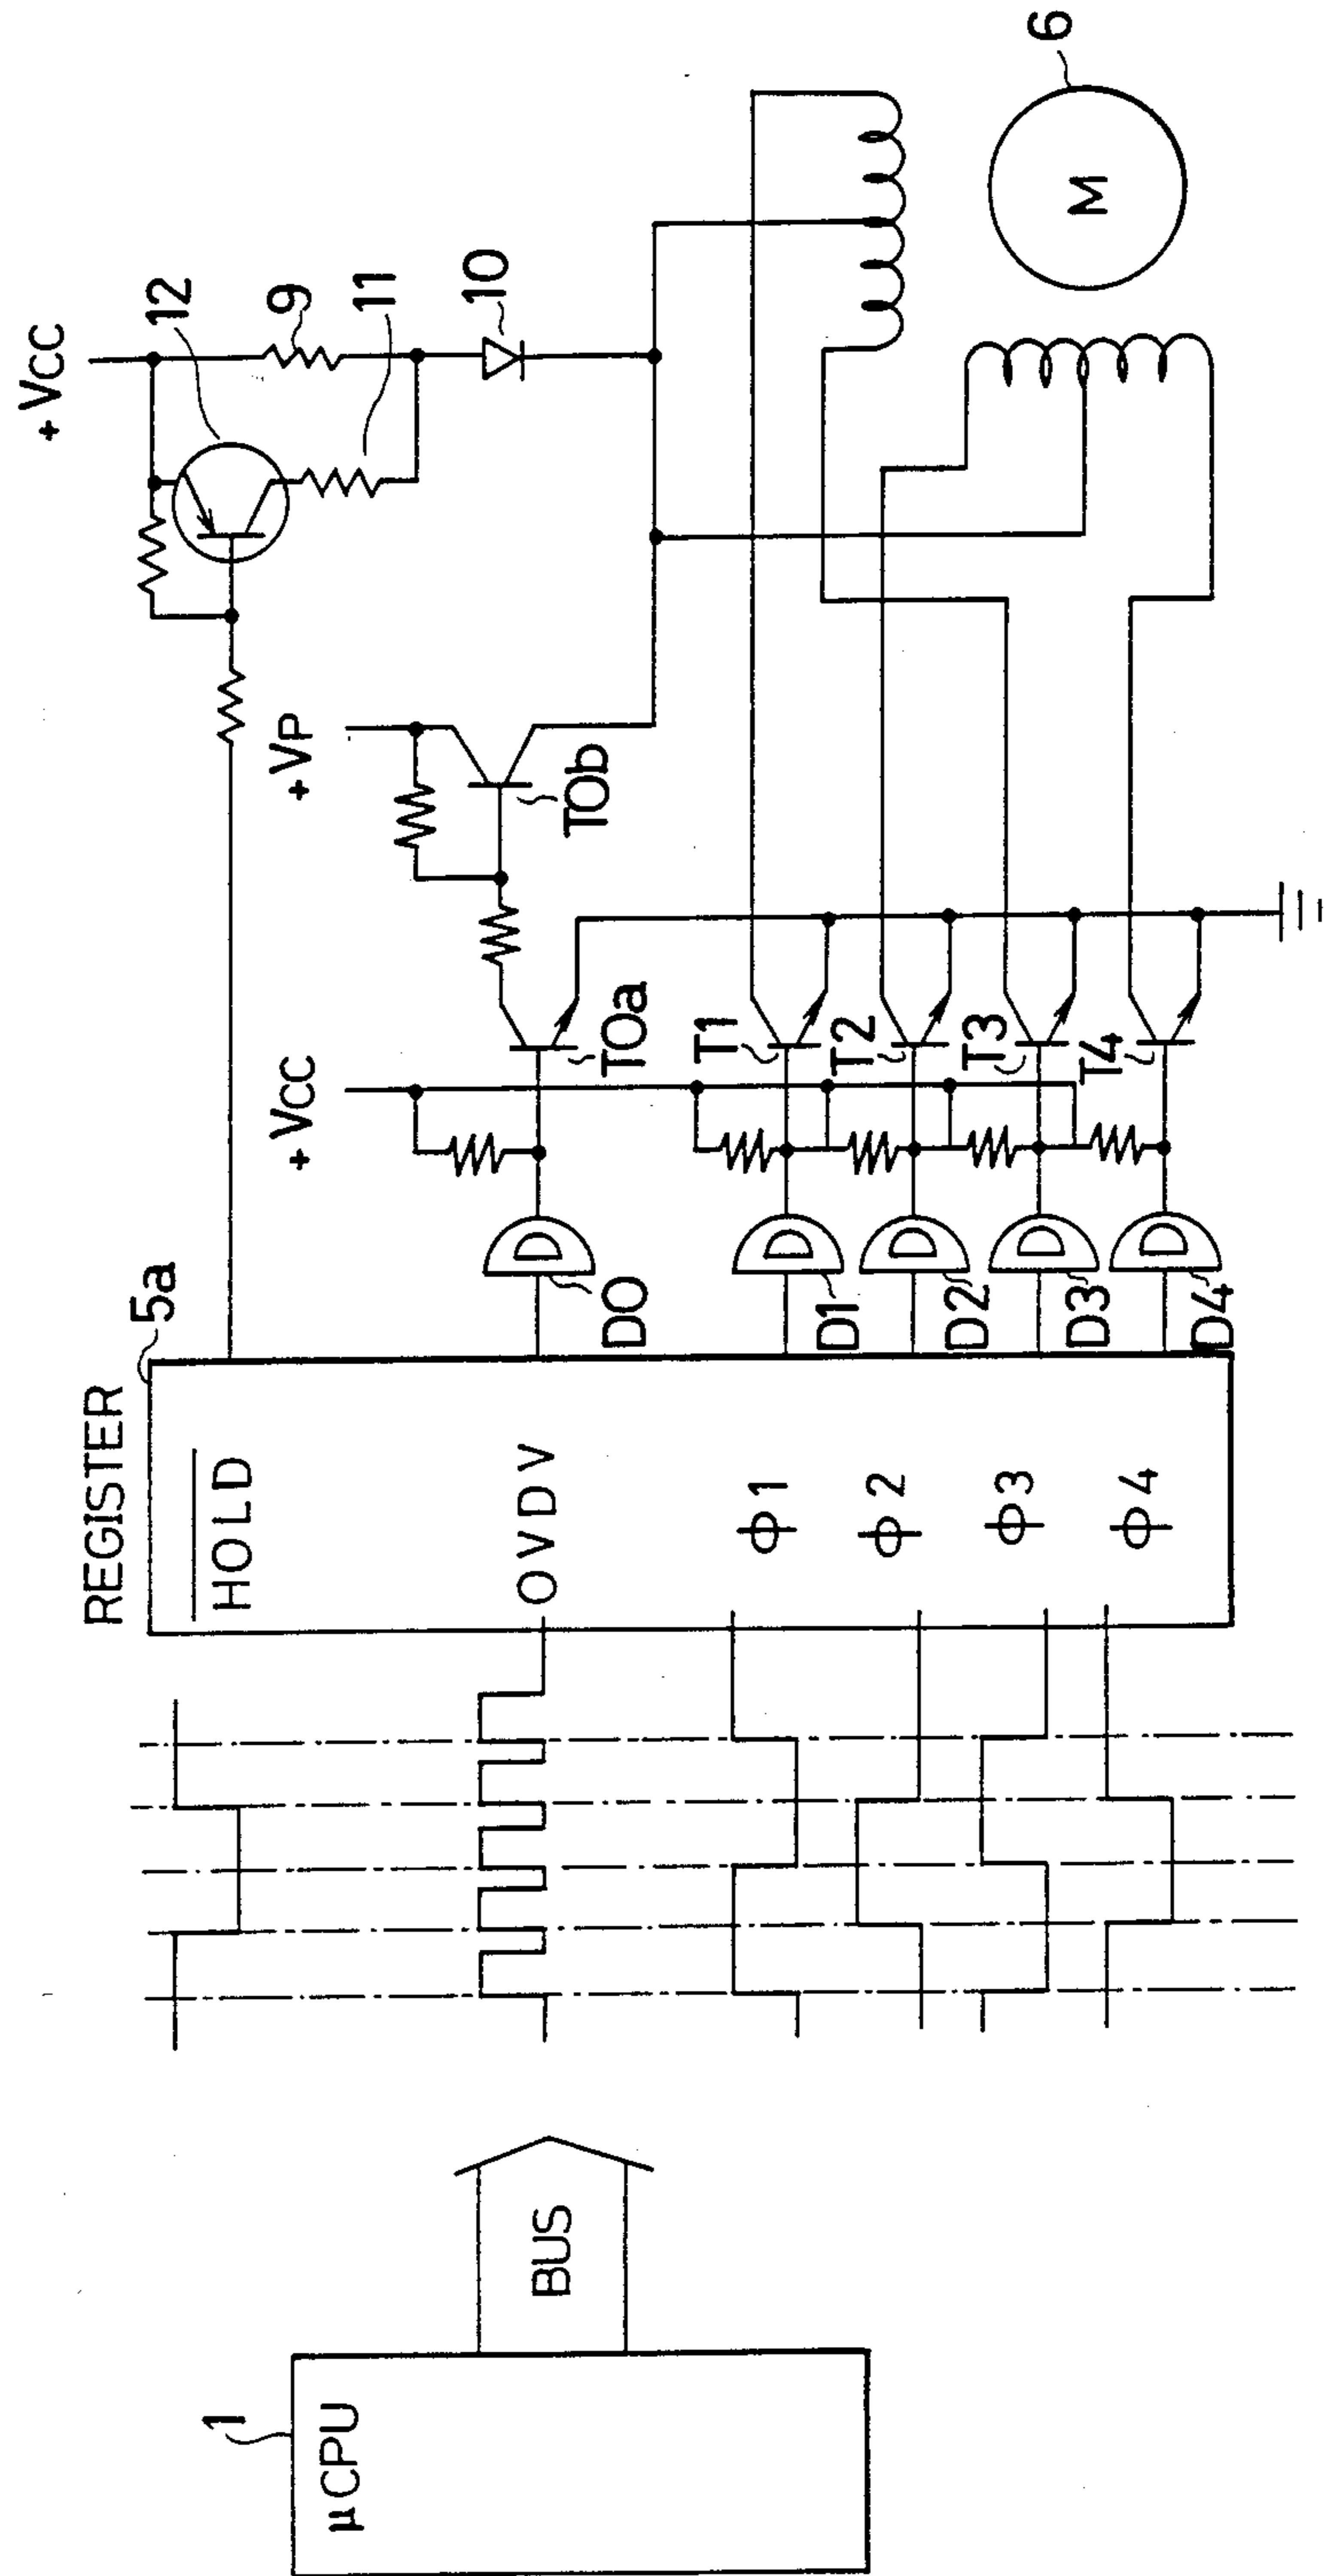 1
μCPU
BUS
REGISTER
5a
HOLD
OVDV
ϕ1
ϕ2
ϕ3
ϕ4
D0
D1
D2
D3
D4
+VCC
T0a
T1
T2
T3
T4
+VP
T0b
+VCC
12
9
11
10
M
6
D
D
D
D
D